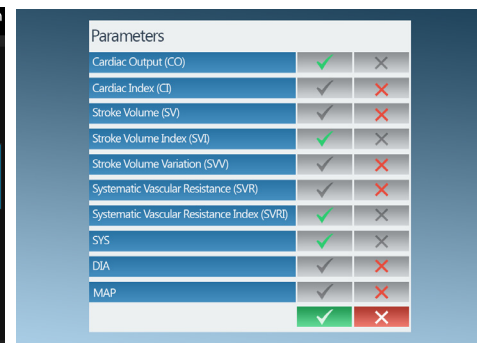 Parameters
Cardiac Output (CO)
Cardiac Index (CI)
Stroke Volume (SV)
Stroke Volume Index (SVI)
Stroke Volume Variation (SVV)
Systematic Vascular Resistance (SVR)
Systematic Vascular Resistance Index (SVRI)
SYS
DIA
MAP